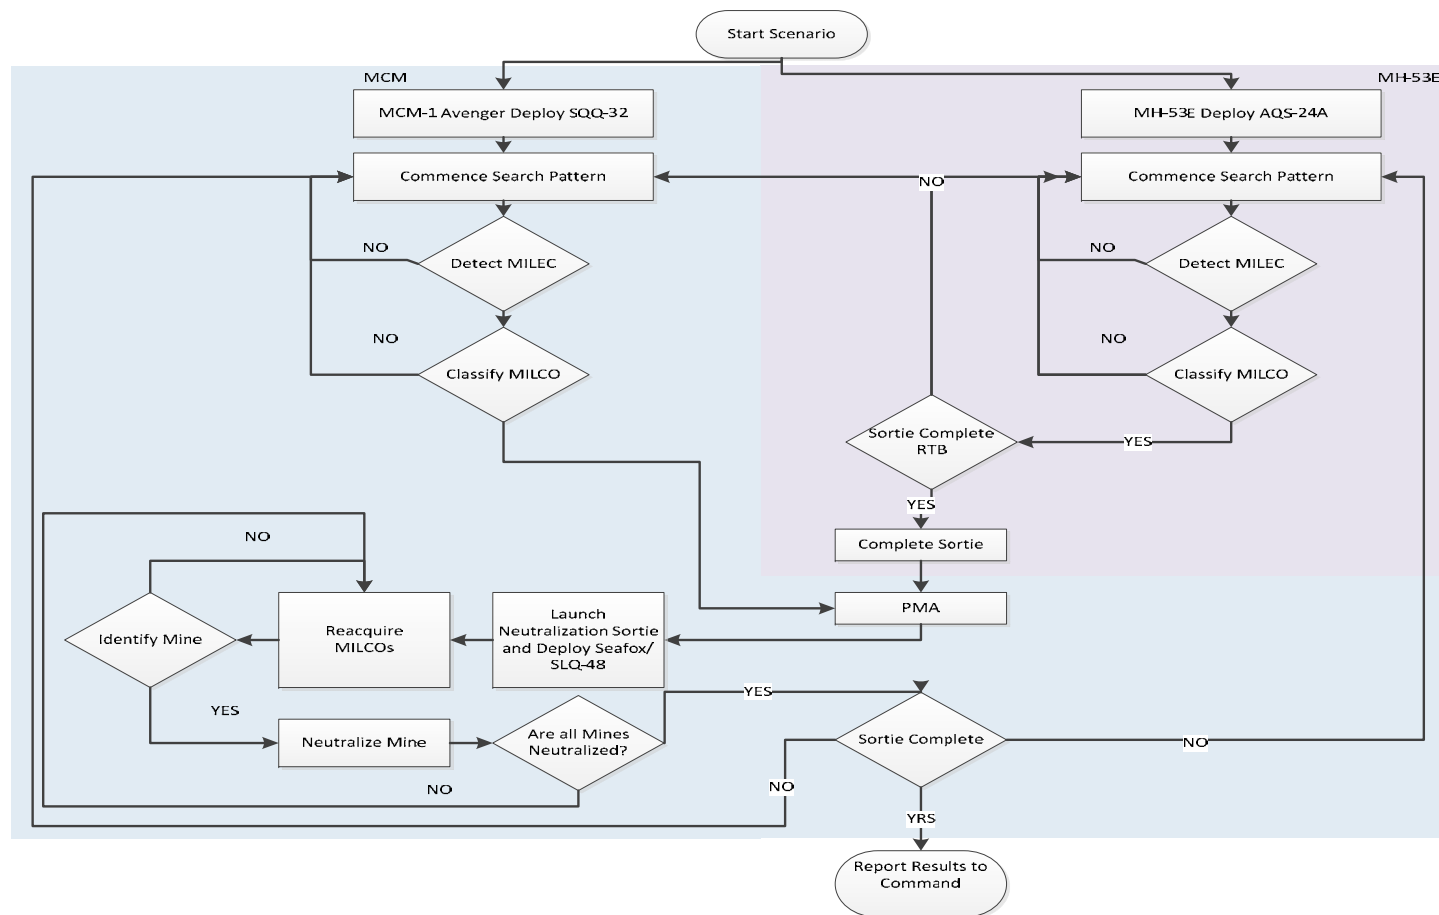 Start Scenario
MCM
MH-53E
MCM-1 Avenger Deploy SQQ-32
MH-53E Deploy AQS-24A
Commence Search Pattern
NO
Commence Search Pattern
NO
Detect MILEC
NO
Detect MILEC
NO
Classify MILCO
NO
Classify MILCO
Sortie Complete
RTB
YES
YES
Complete Sortie
NO
PMA
Identify Mine
Reacquire
MILCOs
Launch
Neutralization Sortie
and Deploy Seafox/
SLQ-48
YES
YES
Neutralize Mine
Are all Mines
Neutralized?
Sortie Complete
NO
NO
NO
YRS
Report Results to
Command